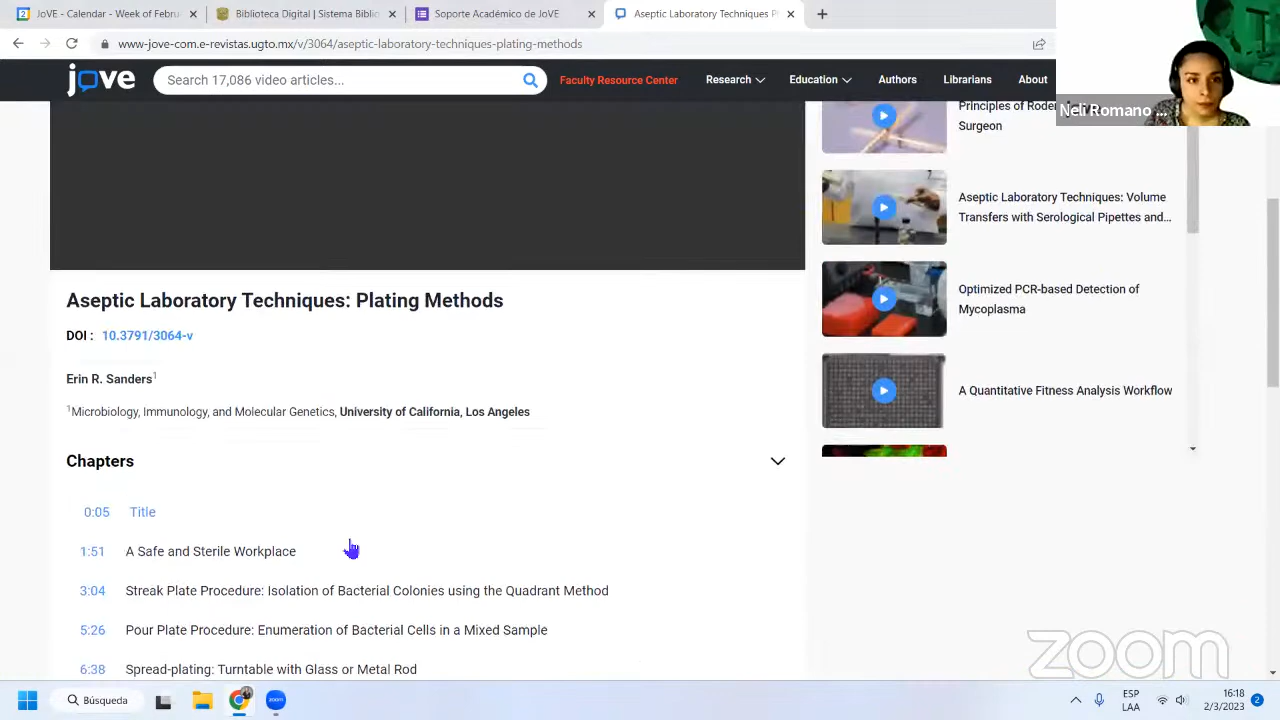 JoVE - Calendar - Week of Febru
Biblioteca Digital | Sistema Biblio
Soporte Académico de JoVE
Aseptic Laboratory Techniques P
www-jove-com.e-revistas.ugto.mx/v/3064/aseptic-laboratory-techniques-plating-methods
jove
Search 17,086 video articles...
Faculty Resource Center
Research
Education
Authors
Librarians
About
Neli Romano ...
Principles of Roden
Surgeon
Aseptic Laboratory Techniques: Volume
Transfers with Serological Pipettes and...
Optimized PCR-based Detection of
Mycoplasma
A Quantitative Fitness Analysis Workflow
Aseptic Laboratory Techniques: Plating Methods
DOI : 10.3791/3064-v
Erin R. Sanders1
1Microbiology, Immunology, and Molecular Genetics, University of California, Los Angeles
Chapters
0:05 Title
1:51 A Safe and Sterile Workplace
3:04 Streak Plate Procedure: Isolation of Bacterial Colonies using the Quadrant Method
5:26 Pour Plate Procedure: Enumeration of Bacterial Cells in a Mixed Sample
6:38 Spread-plating: Turntable with Glass or Metal Rod
zoom
Búsqueda
zoom
ESP
LAA
16:18
2/3/2023
2